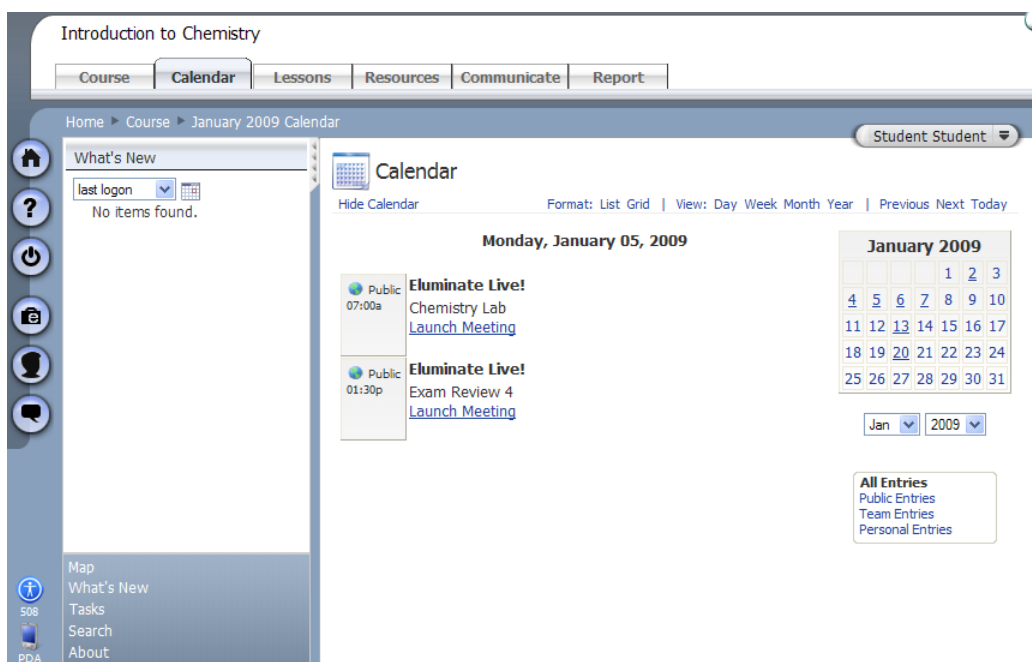 Introduction to Chemistry
Course Calendar Lessons Resources Communicate Report
Home Course January 2009 Calendar
Student Student
What's New
last logon
No items found.
Calendar
Hide Calendar Format: List Grid | View: Day Week Month Year | Previous Next Today
Monday, January 05, 2009
Public
07:00a
Eluminate Live!
Chemistry Lab
Launch Meeting
Public
01:30p
Eluminate Live!
Exam Review 4
Launch Meeting
January 2009
1 2 3
4 5 6 7 8 9 10
11 12 13 14 15 16 17
18 19 20 21 22 23 24
25 26 27 28 29 30 31
Jan 2009
All Entries
Public Entries
Team Entries
Personal Entries
Map
What's New
Tasks
Search
About
508
PDA